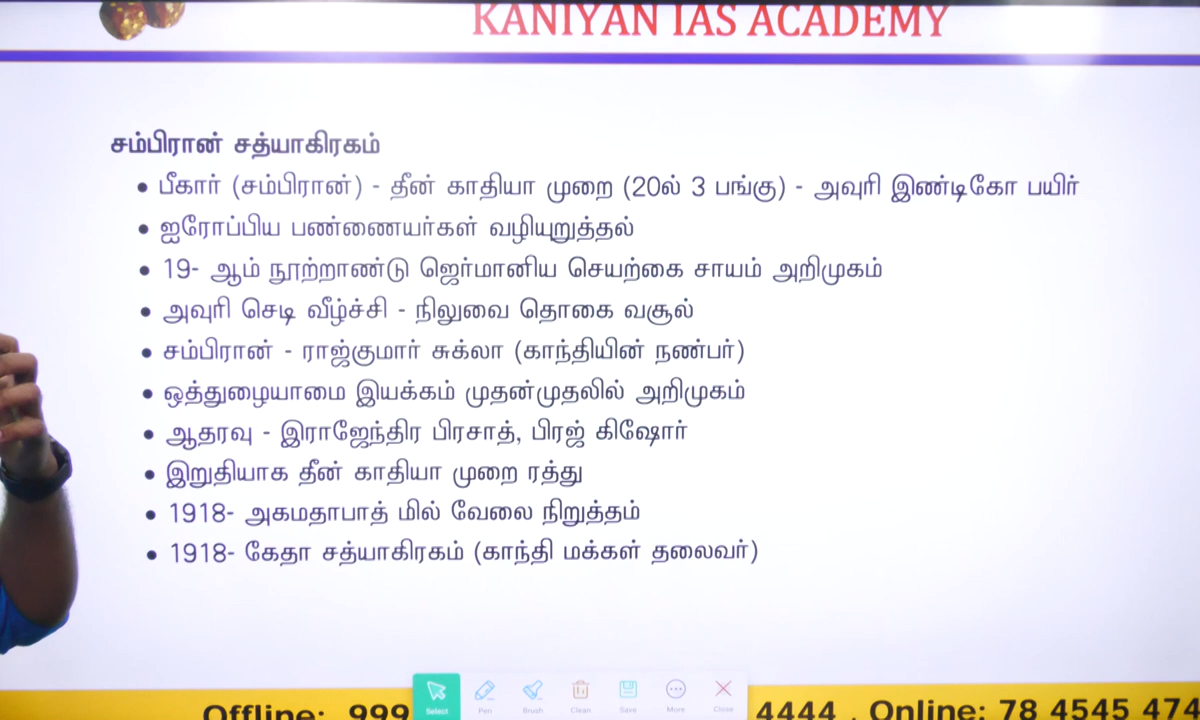 KANIYAN IAS ACADEMY
சம்பிரான் சத்யாகிரகம்
• பீகார் (சம்பிரான்) - தீன் காதியா முறை (20ல் 3 பங்கு) - அவுரி இண்டிகோ பயிர்
• ஐரோப்பிய பண்ணையர்கள் வழியுறுத்தல்
• 19- ஆம் நூற்றாண்டு ஜெர்மானிய செயற்கை சாயம் அறிமுகம்
• அவுரி செடி வீழ்ச்சி - நிலுவை தொகை வசூல்
• சம்பிரான் - ராஜ்குமார் சுக்லா (காந்தியின் நண்பர்)
• ஒத்துழையாமை இயக்கம் முதன்முதலில் அறிமுகம்
• ஆதரவு - இராஜேந்திர பிரசாத், பிரஜ் கிஷோர்
• இறுதியாக தீன் காதியா முறை ரத்து
• 1918- அகமதாபாத் மில் வேலை நிறுத்தம்
• 1918- கேதா சத்யாகிரகம் (காந்தி மக்கள் தலைவர்)
Select Pen Brush Clean Save More Close
Offline: 999 4444 , Online: 78 4545 474